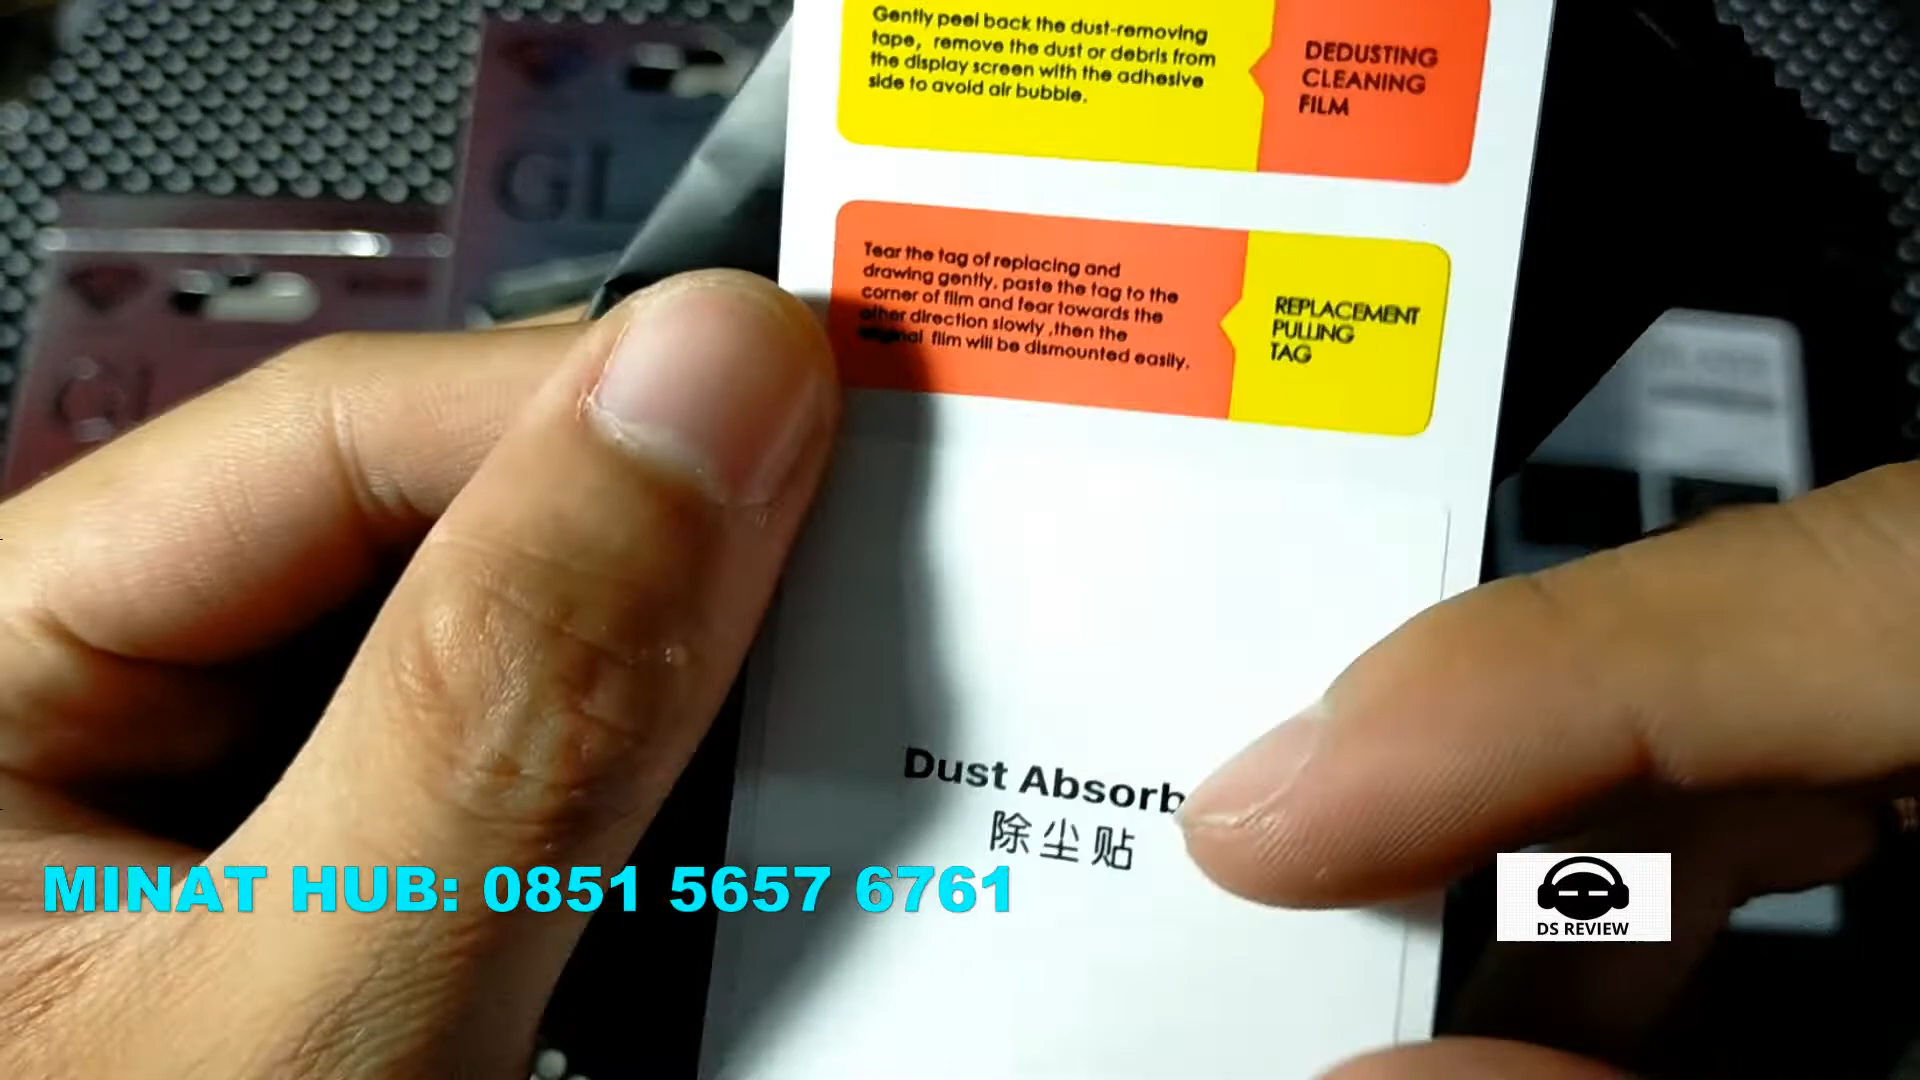 Gently peel back the dust-removing
tape, remove the dust or debris from
the display screen with the adhesive
side to avoid air bubble.
DEDUSTING
CLEANING
FILM
Tear the tag of replacing and
drawing gently, paste the tag to the
corner of film and tear towards the
other direction slowly ,then the
film will be dismounted easily.
REPLACEMENT
PULLING
TAG
Dust Absorb
除尘贴
MINAT HUB: 0851 5657 6761
DS REVIEW
GL